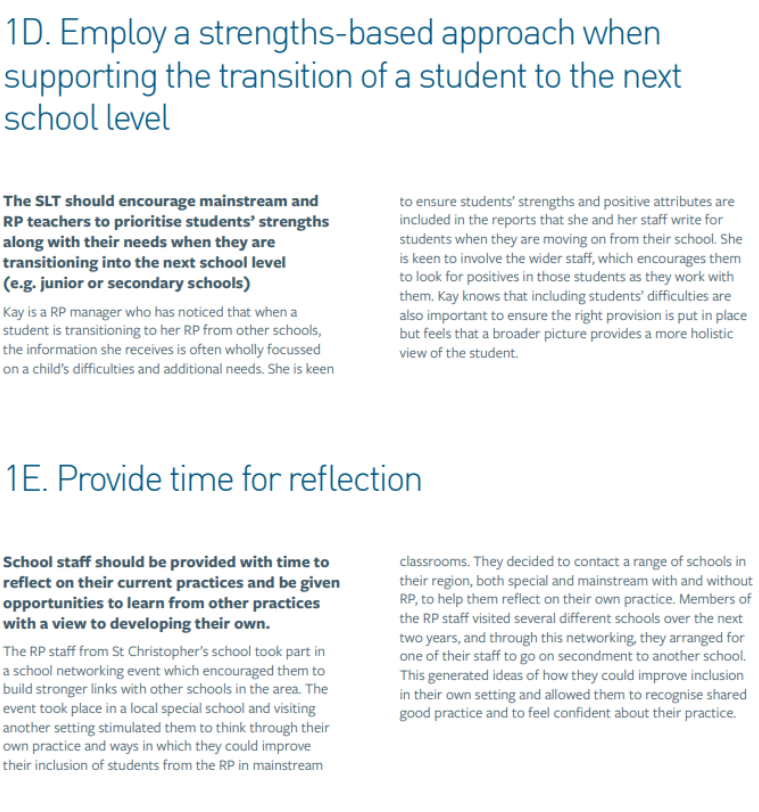 1D. Employ a strengths-based approach when
supporting the transition of a student to the next
school level
The SLT should encourage mainstream and
RP teachers to prioritise students’ strengths
along with their needs when they are
transitioning into the next school level
(e.g. junior or secondary schools)
Kay is a RP manager who has noticed that when a
student is transitioning to her RP from other schools,
the information she receives is often wholly focussed
on a child’s difficulties and additional needs. She is keen
to ensure students’ strengths and positive attributes are
included in the reports that she and her staff write for
students when they are moving on from their school. She
is keen to involve the wider staff, which encourages them
to look for positives in those students as they work with
them. Kay knows that including students’ difficulties are
also important to ensure the right provision is put in place
but feels that a broader picture provides a more holistic
view of the student.
1E. Provide time for reflection
School staff should be provided with time to
reflect on their current practices and be given
opportunities to learn from other practices
with a view to developing their own.
The RP staff from St Christopher’s school took part in
a school networking event which encouraged them to
build stronger links with other schools in the area. The
event took place in a local special school and visiting
another setting stimulated them to think through their
own practice and ways in which they could improve
their inclusion of students from the RP in mainstream
classrooms. They decided to contact a range of schools in
their region, both special and mainstream with and without
RP, to help them reflect on their own practice. Members of
the RP staff visited several different schools over the next
two years, and through this networking, they arranged for
one of their staff to go on secondment to another school.
This generated ideas of how they could improve inclusion
in their own setting and allowed them to recognise shared
good practice and to feel confident about their practice.